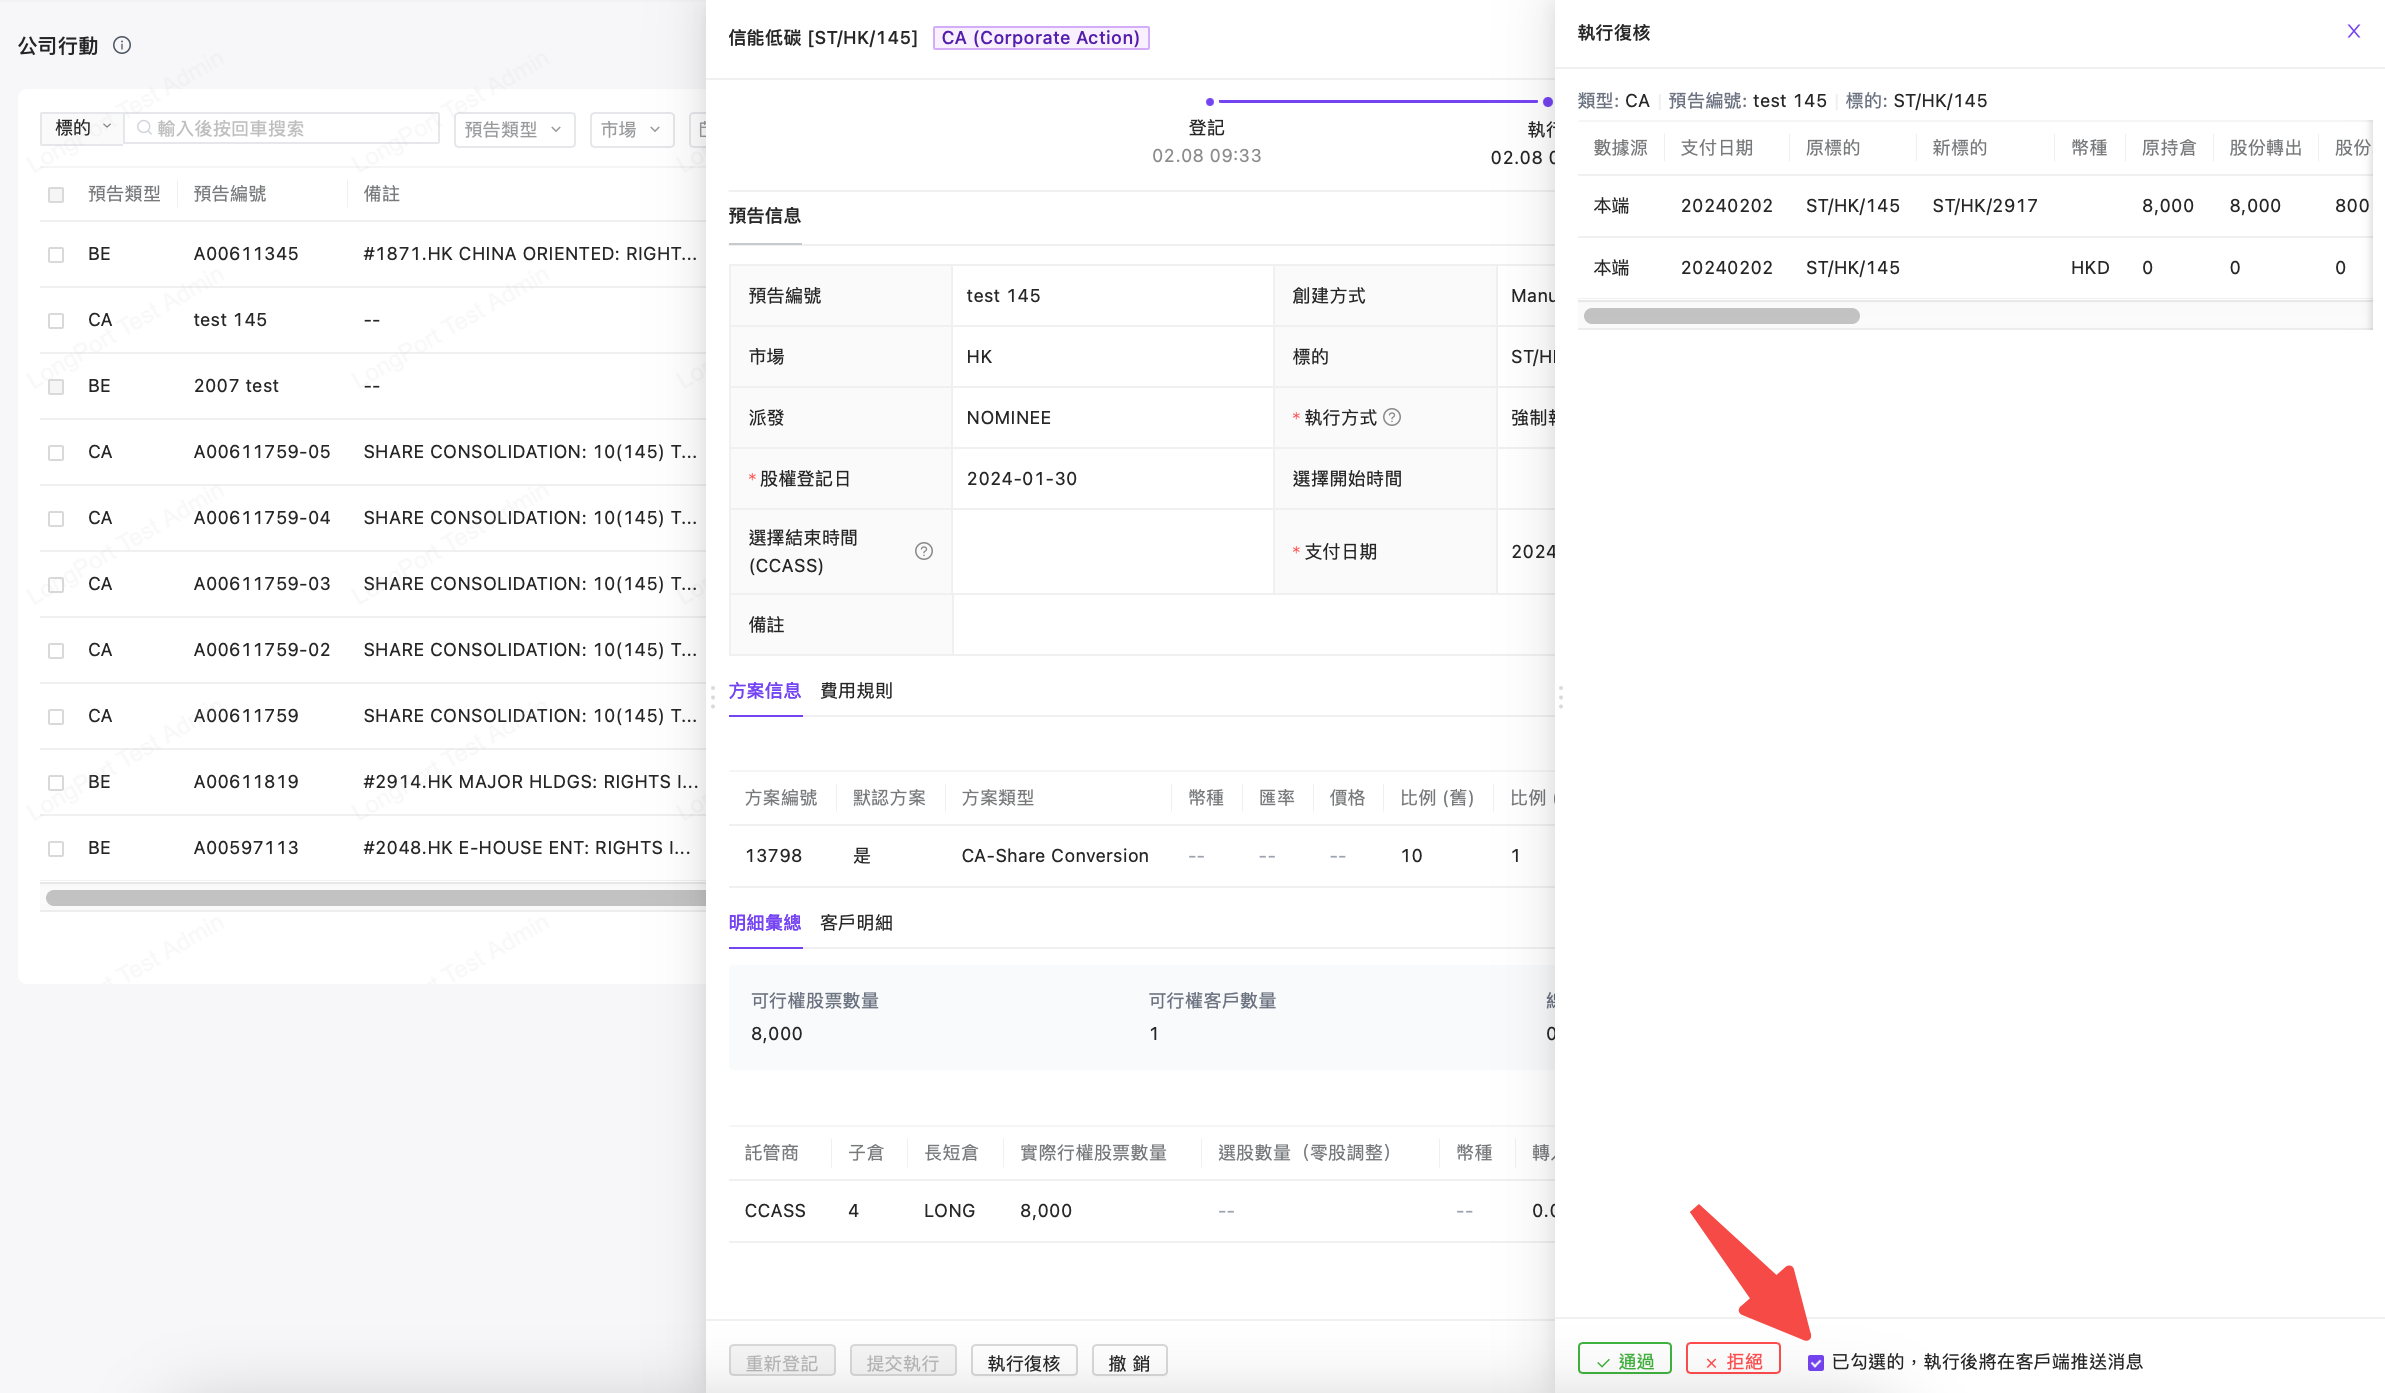 公司行動
標的
輸入後按回車搜索
預告類型
市場
預告類型 預告編號 備註
BE A00611345 #1871.HK CHINA ORIENTED: RIGHT...
CA test 145 --
BE 2007 test --
CA A00611759-05 SHARE CONSOLIDATION: 10(145) T...
CA A00611759-04 SHARE CONSOLIDATION: 10(145) T...
CA A00611759-03 SHARE CONSOLIDATION: 10(145) T...
CA A00611759-02 SHARE CONSOLIDATION: 10(145) T...
CA A00611759 SHARE CONSOLIDATION: 10(145) T...
BE A00611819 #2914.HK MAJOR HLDGS: RIGHTS I...
BE A00597113 #2048.HK E-HOUSE ENT: RIGHTS I...
LongPort Test Admin
信能低碳 [ST/HK/145] CA (Corporate Action)
登記 執行
02.08 09:33 02.08 0
預告信息
預告編號 test 145 創建方式 Manu
市場 HK 標的 ST/H
派發 NOMINEE * 執行方式 強制
* 股權登記日 2024-01-30 選擇開始時間
選擇結束時間
(CCASS) * 支付日期 2024
備註
方案信息 費用規則
方案編號 默認方案 方案類型 幣種 匯率 價格 比例 (舊) 比例 (
13798 是 CA-Share Conversion -- -- -- 10 1
明細彙總 客戶明細
可行權股票數量 可行權客戶數量
8,000 1 0
託管商 子倉 長短倉 實際行權股票數量 選股數量（零股調整） 幣種 轉
CCASS 4 LONG 8,000 -- -- 0.0
重新登記 提交執行 執行復核 撤 銷
執行復核
類型: CA 預告編號: test 145 標的: ST/HK/145
數據源 支付日期 原標的 新標的 幣種 原持倉 股份轉出 股份
本端 20240202 ST/HK/145 ST/HK/2917 8,000 8,000 800
本端 20240202 ST/HK/145 HKD 0 0 0
通過 拒絕 已勾選的，執行後將在客戶端推送消息